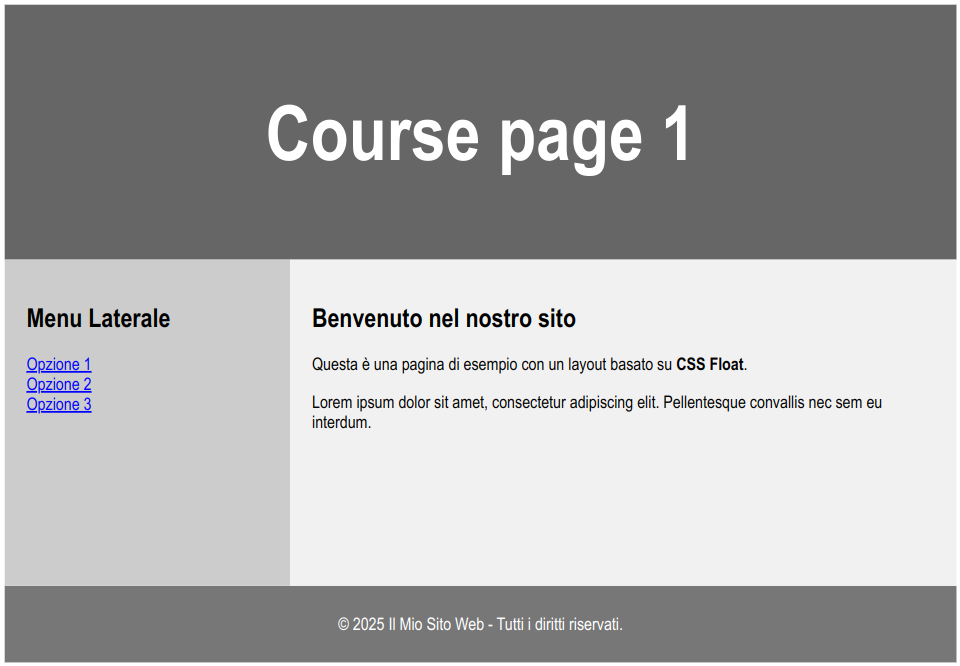 Course page 1
Menu Laterale
Opzione 1
Opzione 2
Opzione 3
Benvenuto nel nostro sito
Questa è una pagina di esempio con un layout basato su CSS Float.
Lorem ipsum dolor sit amet, consectetur adipiscing elit. Pellentesque convallis nec sem eu
interdum.
© 2025 Il Mio Sito Web - Tutti i diritti riservati.